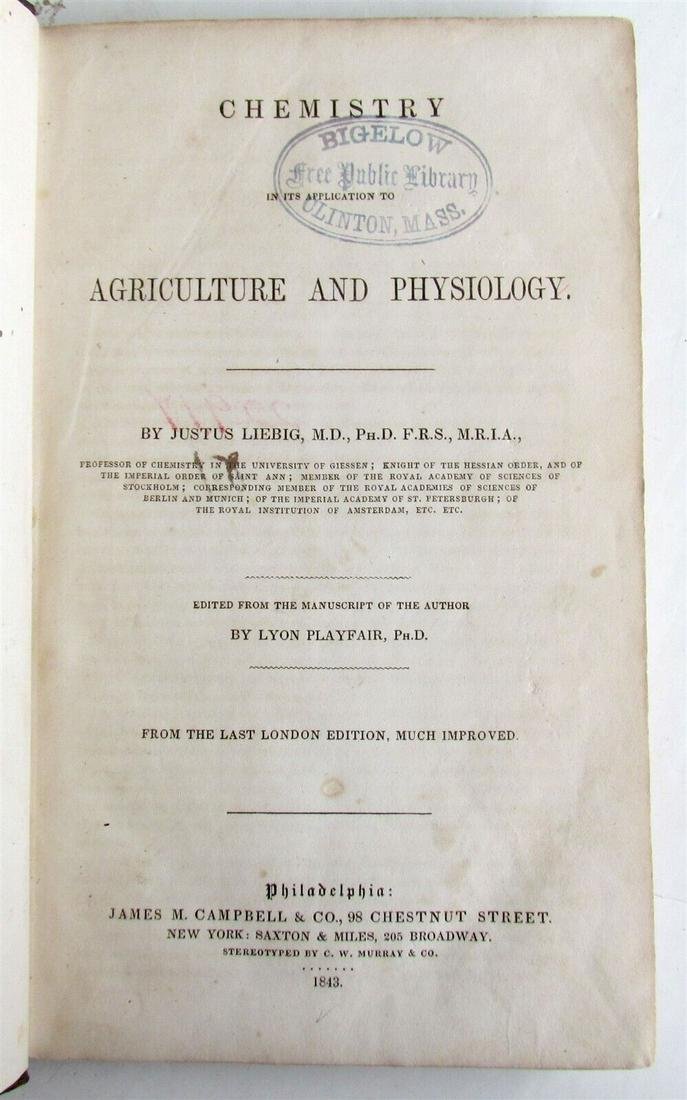 CHEMISTRY
BIGELOW
Free Public Library
CLINTON, MASS.
IN ITS APPLICATION TO
AGRICULTURE AND PHYSIOLOGY.
BY JUSTUS LIEBIG, M.D., PH.D. F.R.S., M.R.I.A.,
PROFESSOR OF CHEMISTRY IN THE UNIVERSITY OF GIESSEN; KNIGHT OF THE HESSIAN ORDER, AND OF
THE IMPERIAL ORDER OF SAINT ANN; MEMBER OF THE ROYAL ACADEMY OF SCIENCES OF
STOCKHOLM; CORRESPONDING MEMBER OF THE ROYAL ACADEMIES OF SCIENCES OF
BERLIN AND MUNICH; OF THE IMPERIAL ACADEMY OF ST. PETERSBURGH; OF
THE ROYAL INSTITUTION OF AMSTERDAM, ETC. ETC.
EDITED FROM THE MANUSCRIPT OF THE AUTHOR
BY LYON PLAYFAIR, PH.D.
FROM THE LAST LONDON EDITION, MUCH IMPROVED.
Philadelphia:
JAMES M. CAMPBELL & CO., 98 CHESTNUT STREET.
NEW YORK: SAXTON & MILES, 205 BROADWAY.
STEREOTYPED BY C. W. MURRAY & CO.
.......
1843.